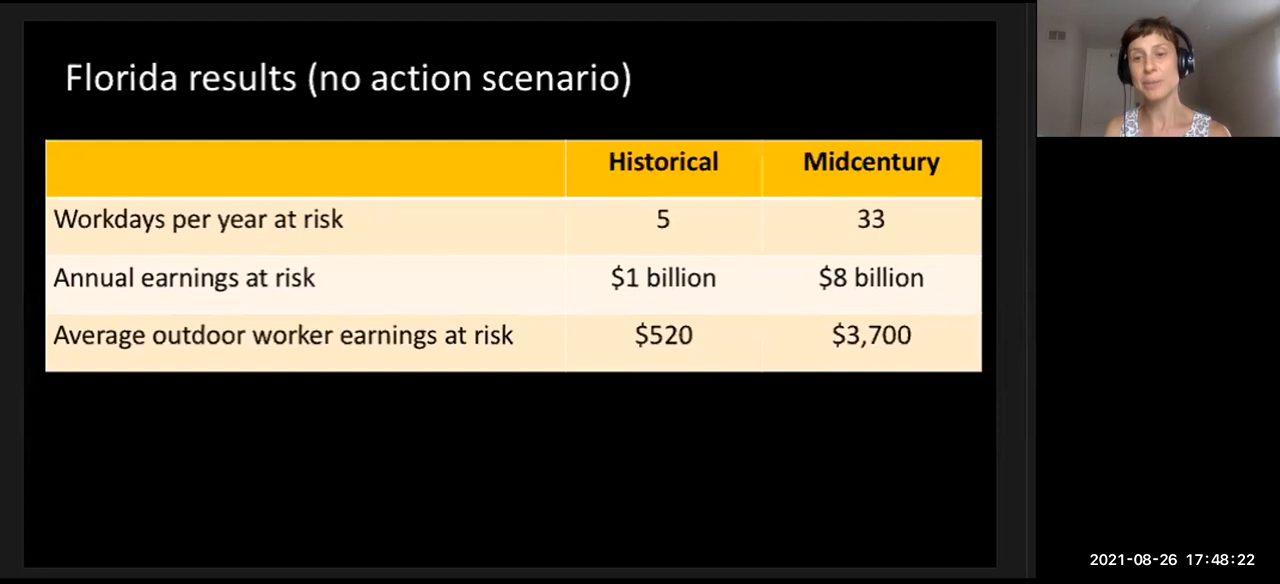 Florida results (no action scenario)
Historical Midcentury
Workdays per year at risk 5 33
Annual earnings at risk $1 billion $8 billion
Average outdoor worker earnings at risk $520 $3,700
2021-08-26 17:48:22